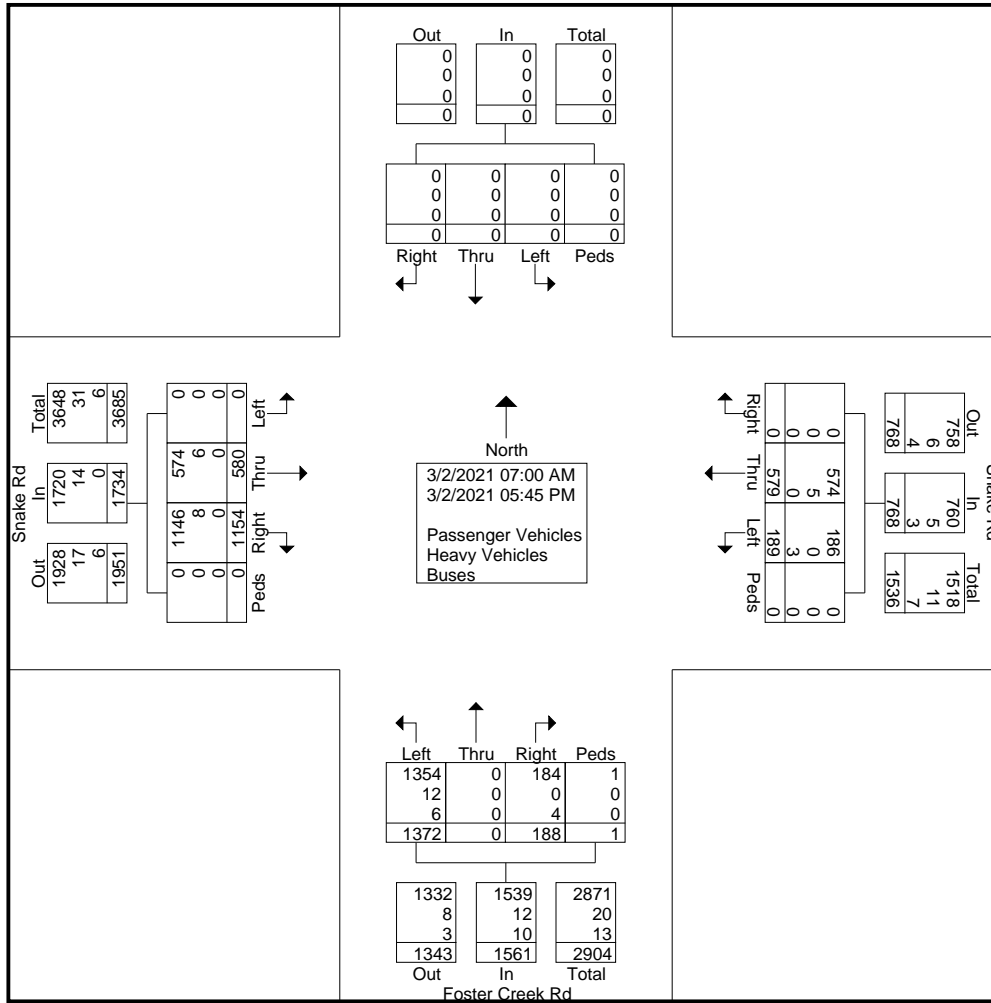 Out In Total
0 0 0
0 0 0
0 0 0
0 0 0
0 0 0 0
0 0 0 0
0 0 0 0
0 0 0 0
Right Thru Left Peds
Snake Rd
Total In Out
3648 1720 1928
31 14 17
6 0 6
3685 1734 1951
0 574 1146 0
0 6 8 0
0 0 0 0
0 580 1154 0
Left Thru Right Peds
North
3/2/2021 07:00 AM
3/2/2021 05:45 PM
Passenger Vehicles
Heavy Vehicles
Buses
Right Thru Left Peds
0 574 186 0
0 5 0 0
0 0 3 0
0 579 189 0
Out In Total
758 760 1518
6 5 11
4 3 7
768 768 1536
Snake Rd
Left Thru Right Peds
1354 0 184 1
12 0 0 0
6 0 4 0
1372 0 188 1
1332 1539 2871
8 12 20
3 10 13
1343 1561 2904
Out In Total
Foster Creek Rd